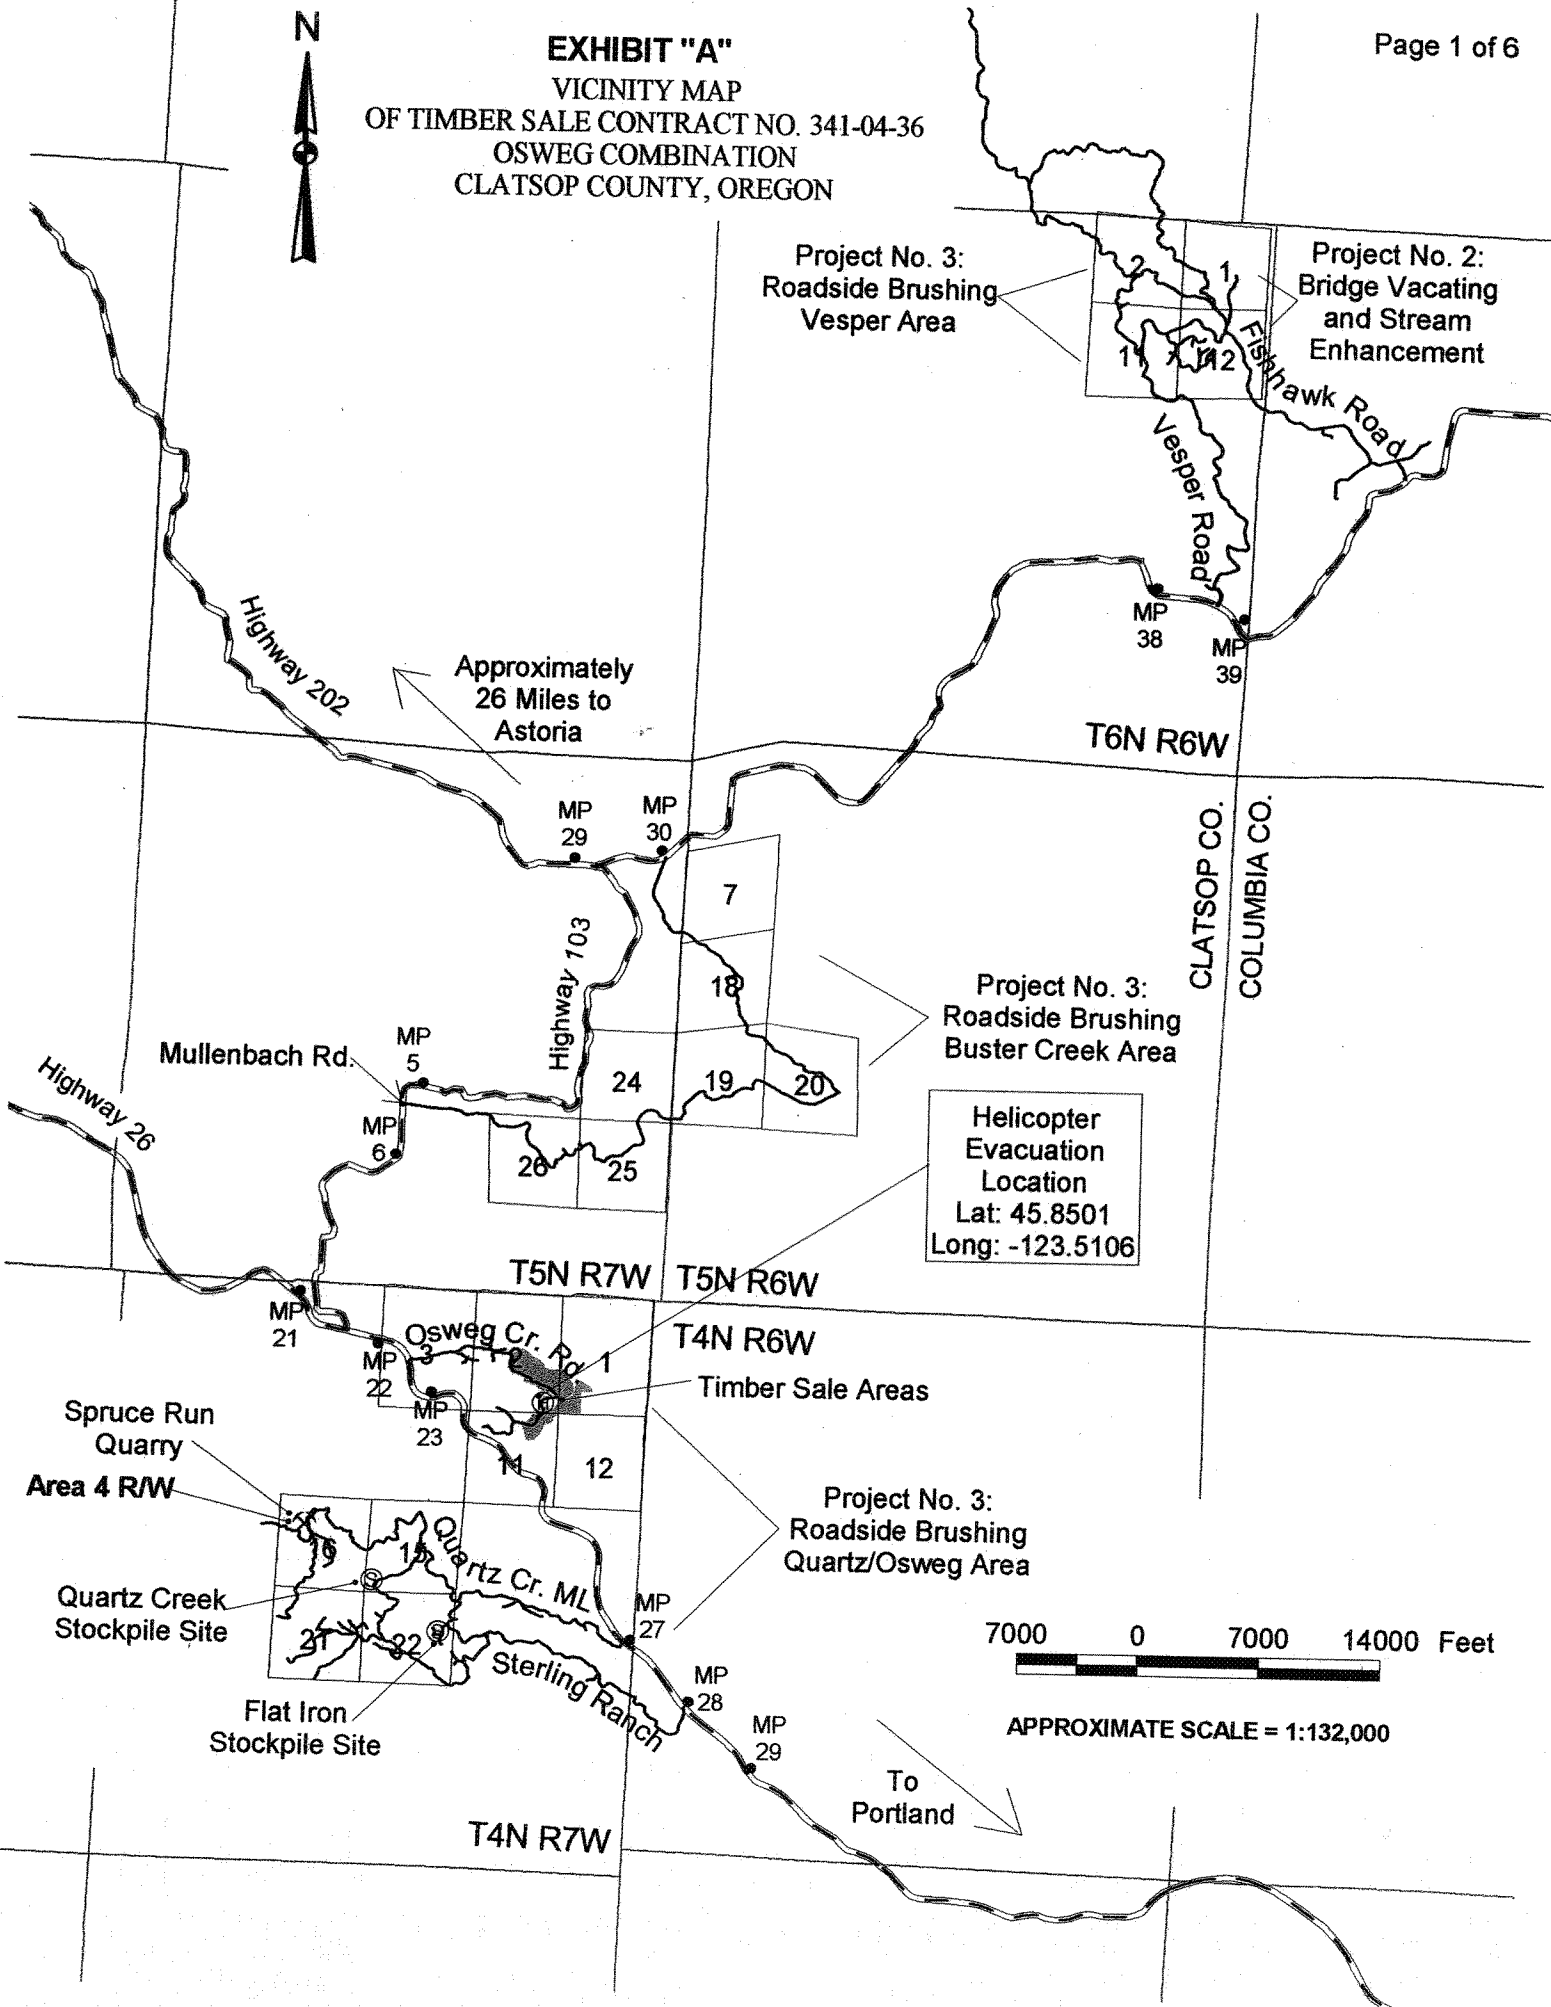 N
EXHIBIT "A"
VICINITY MAP
OF TIMBER SALE CONTRACT NO. 341-04-36
OSWEG COMBINATION
CLATSOP COUNTY, OREGON
Page 1 of 6
Project No. 3:
Roadside Brushing
Vesper Area
2
1
11
12
Project No. 2:
Bridge Vacating
and Stream
Enhancement
Fishhawk Road
Vesper Road
MP
38
MP
39
Highway 202
Approximately
26 Miles to
Astoria
T6N R6W
MP
29
MP
30
CLATSOP CO.
COLUMBIA CO.
7
18
Highway 103
Project No. 3:
Roadside Brushing
Buster Creek Area
Mullenbach Rd.
MP
5
24
19
20
Highway 26
MP
6
26
25
Helicopter
Evacuation
Location
Lat: 45.8501
Long: -123.5106
T5N R7W
T5N R6W
MP
21
Osweg Cr. Rd
3
2
1
T4N R6W
MP
22
Timber Sale Areas
MP
23
Spruce Run
Quarry
11
12
Area 4 R/W
Project No. 3:
Roadside Brushing
Quartz/Osweg Area
16
15
Quartz Cr. ML
Quartz Creek
Stockpile Site
MP
27
21
22
Sterling Ranch
7000 0 7000 14000 Feet
MP
28
Flat Iron
Stockpile Site
MP
29
APPROXIMATE SCALE = 1:132,000
To
Portland
T4N R7W